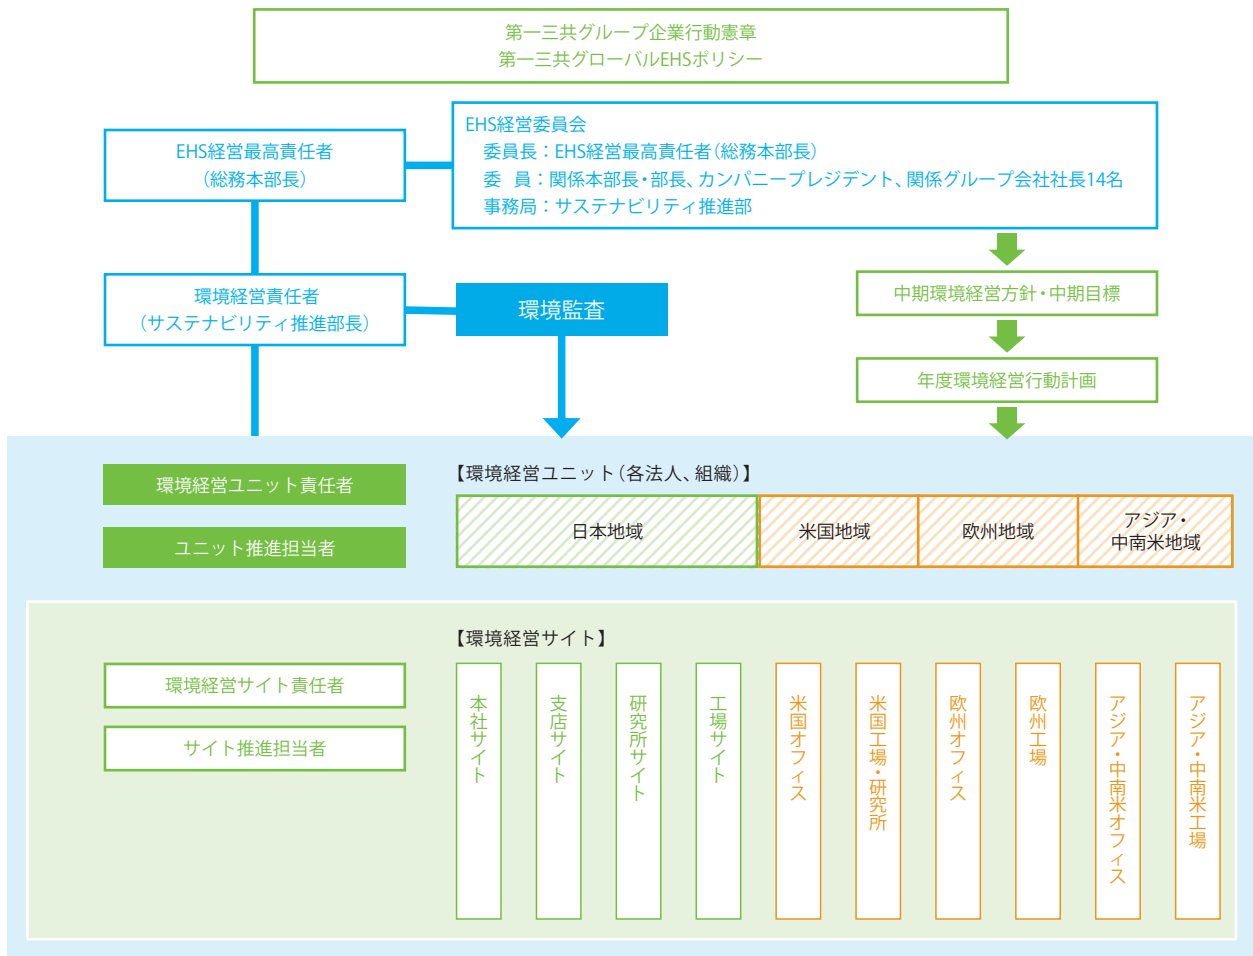 第一三共グループ企業行動憲章
第一三共グローバルEHSポリシー
EHS経営最高責任者
（総務本部長）
EHS経営委員会
委員長：EHS経営最高責任者（総務本部長）
委　員：関係本部長・部長、カンパニープレジデント、関係グループ会社社長14名
事務局：サステナビリティ推進部
環境経営責任者
（サステナビリティ推進部長）
環境監査
中期環境経営方針・中期目標
年度環境経営行動計画
環境経営ユニット責任者
ユニット推進担当者
【環境経営ユニット（各法人、組織）】
日本地域
米国地域
欧州地域
アジア・
中南米地域
【環境経営サイト】
環境経営サイト責任者
サイト推進担当者
本社サイト
支店サイト
研究所サイト
工場サイト
米国オフィス
米国工場・研究所
欧州オフィス
欧州工場
アジア・中南米オフィス
アジア・中南米工場